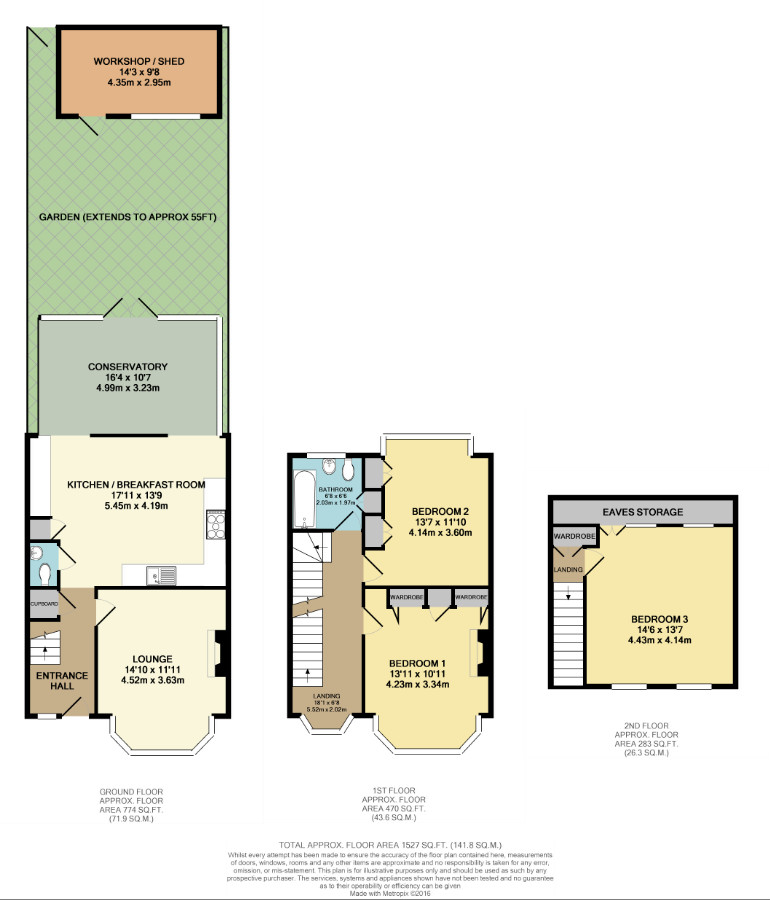 WORKSHOP / SHED
14'3 x 9'8
4.35m x 2.95m
GARDEN (EXTENDS TO APPROX 55FT)
CONSERVATORY
16'4 x 10'7
4.99m x 3.23m
KITCHEN / BREAKFAST ROOM
17'11 x 13'9
5.45m x 4.19m
CUPBOARD
LOUNGE
14'10 x 11'11
4.52m x 3.63m
ENTRANCE
HALL
GROUND FLOOR
APPROX. FLOOR
AREA 774 SQ.FT.
(71.9 SQ.M.)
BATHROOM
6'8 x 6'6
2.03m x 1.97m
BEDROOM 2
13'7 x 11'10
4.14m x 3.60m
WARDROBE
WARDROBE
BEDROOM 1
13'11 x 10'11
4.23m x 3.34m
LANDING
18'1 x 6'8
5.52m x 2.02m
1ST FLOOR
APPROX. FLOOR
AREA 470 SQ.FT.
(43.6 SQ.M.)
EAVES STORAGE
WARDROBE
LANDING
BEDROOM 3
14'6 x 13'7
4.43m x 4.14m
2ND FLOOR
APPROX. FLOOR
AREA 283 SQ.FT.
(26.3 SQ.M.)
TOTAL APPROX. FLOOR AREA 1527 SQ.FT. (141.8 SQ.M.)
Whilst every attempt has been made to ensure the accuracy of the floor plan contained here, measurements
of doors, windows, rooms and any other items are approximate and no responsibility is taken for any error,
omission, or mis-statement. This plan is for illustrative purposes only and should be used as such by any
prospective purchaser. The services, systems and appliances shown have not been tested and no guarantee
as to their operability or efficiency can be given
Made with Metropix ©2016